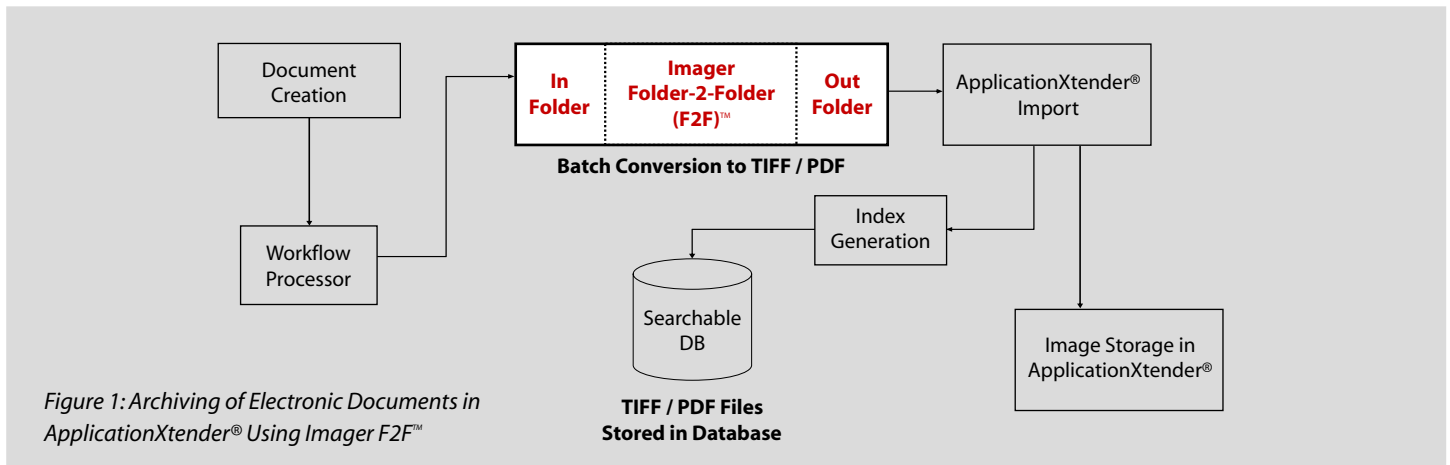 Document
Creation
Workflow
Processor
In
Folder
Imager
Folder-2-Folder
(F2F)™
Out
Folder
Batch Conversion to TIFF / PDF
ApplicationXtender®
Import
Index
Generation
Searchable
DB
TIFF / PDF Files
Stored in Database
Image Storage in
ApplicationXtender®
Figure 1: Archiving of Electronic Documents in
ApplicationXtender® Using Imager F2F™